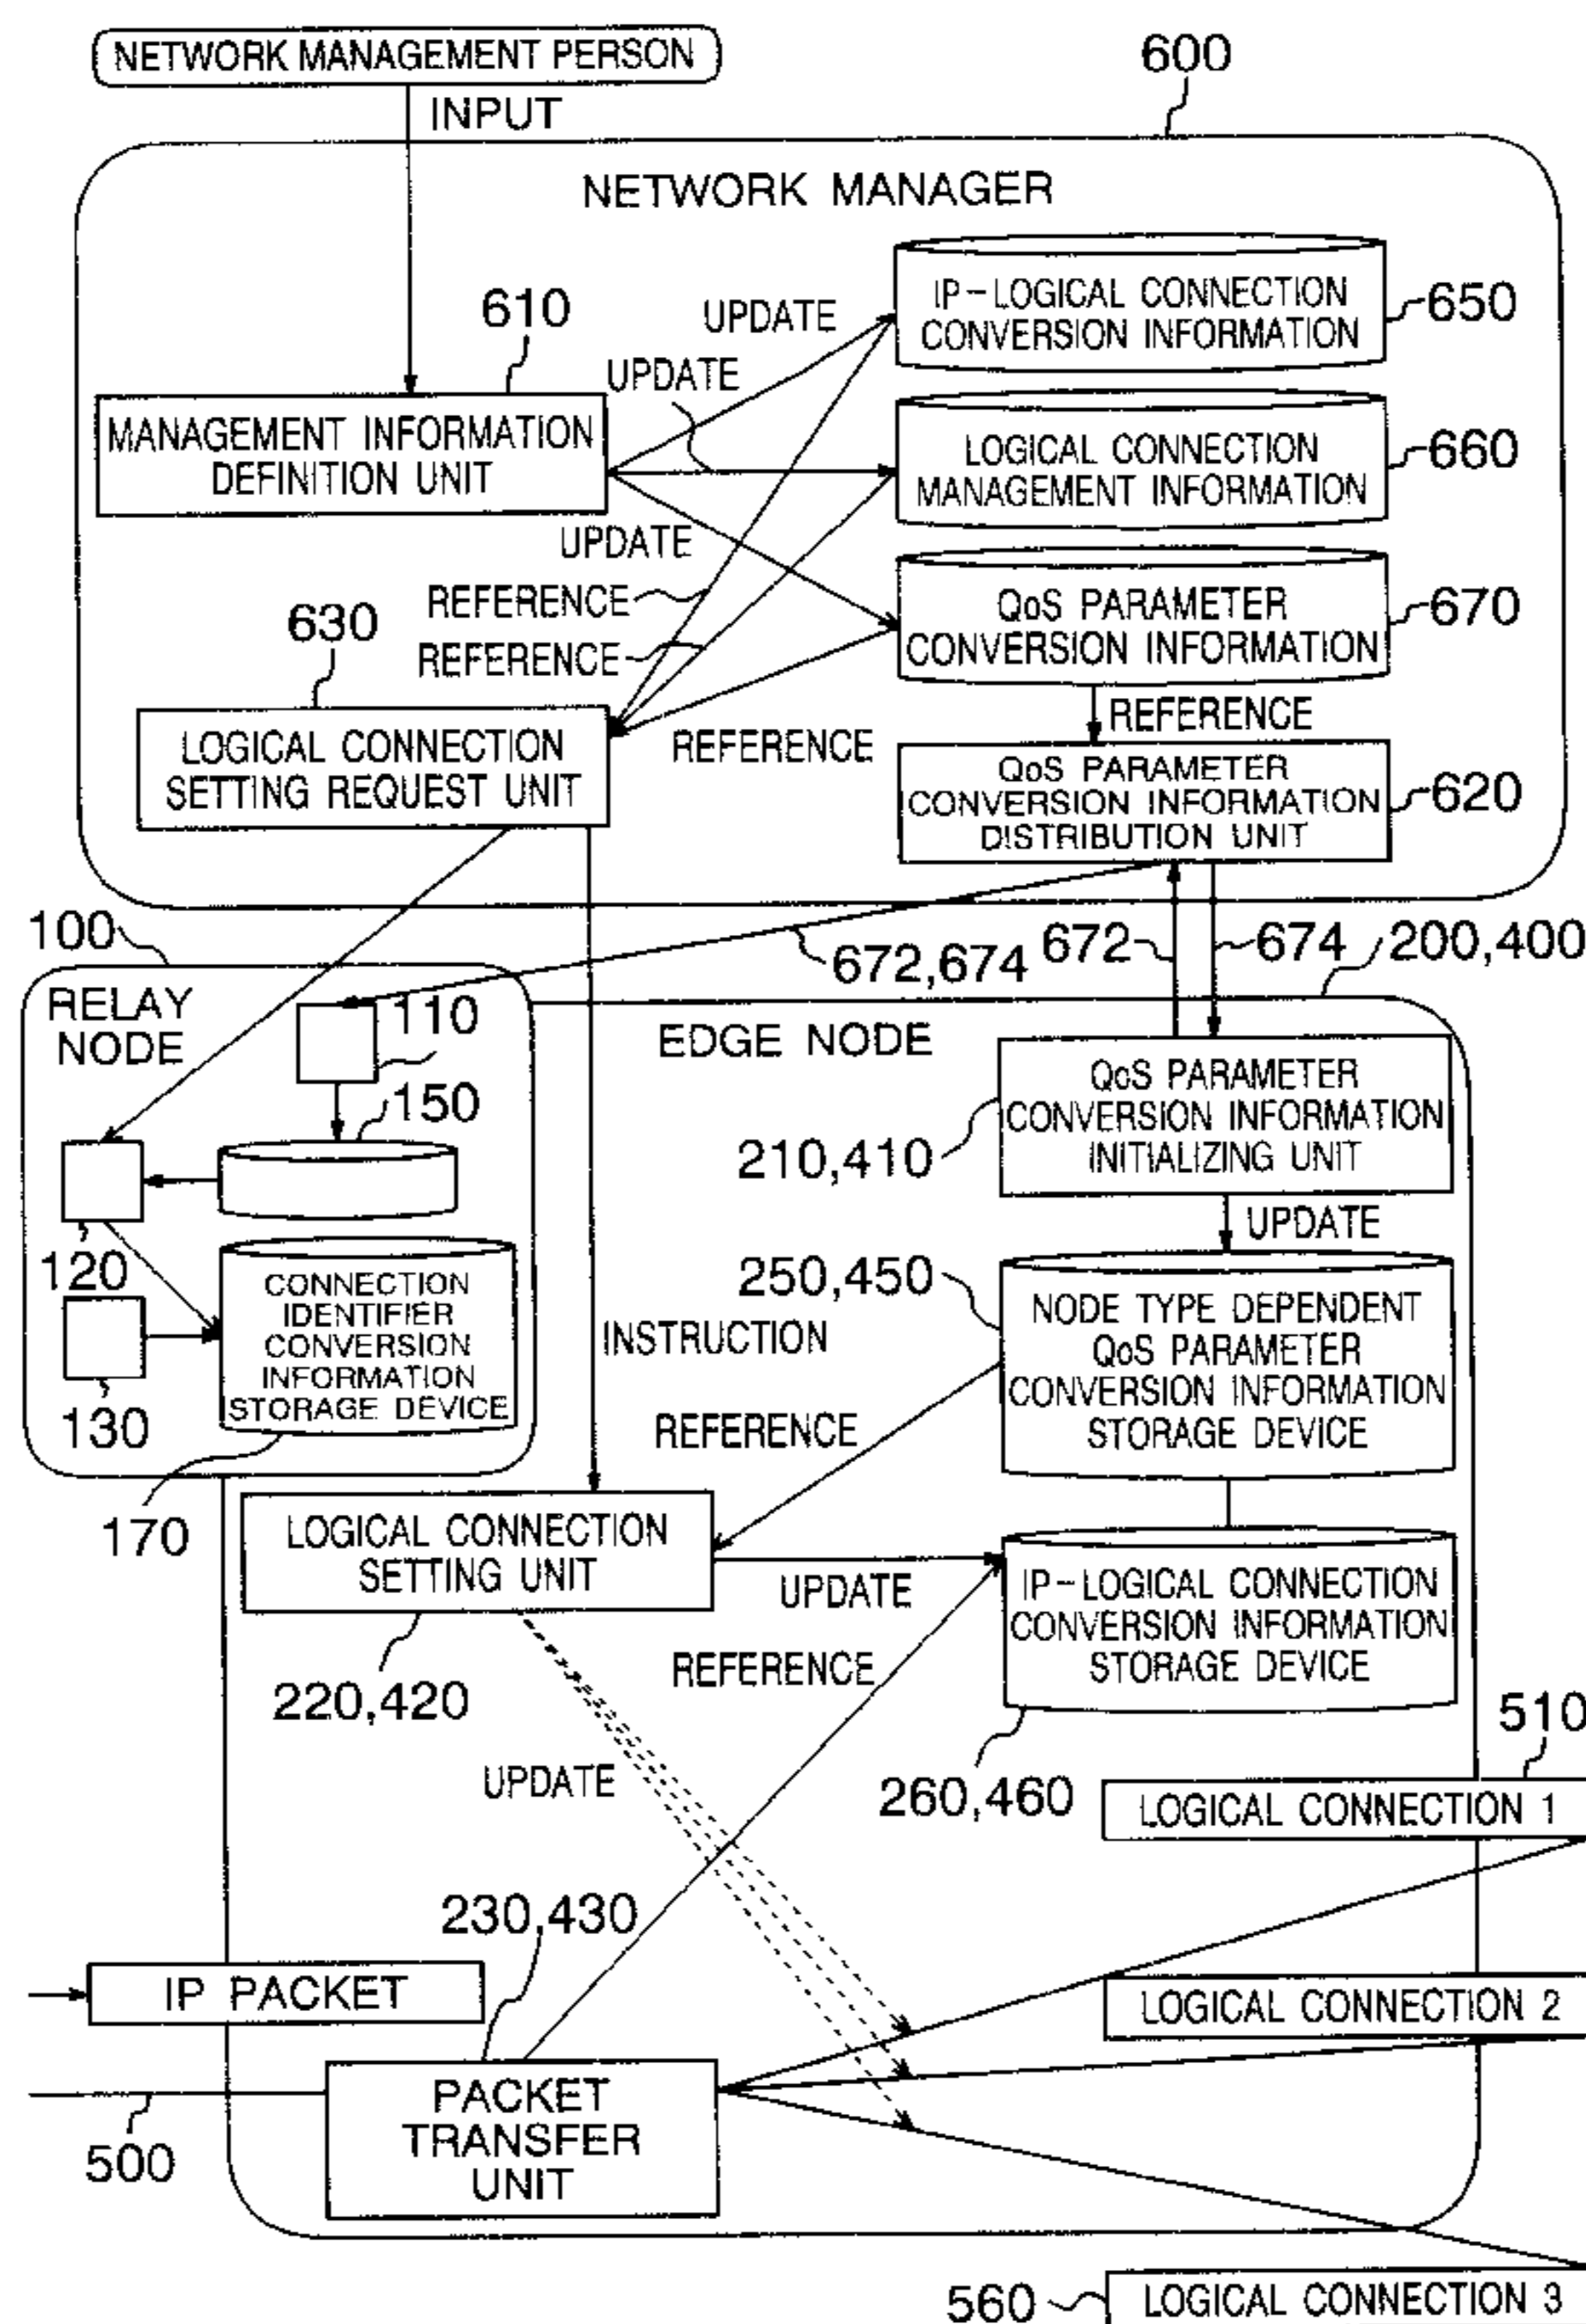 NETWORK MANAGEMENT PERSON
INPUT
600
NETWORK MANAGER
610
UPDATE
IP-LOGICAL CONNECTION
CONVERSION INFORMATION
650
UPDATE
MANAGEMENT INFORMATION
DEFINITION UNIT
LOGICAL CONNECTION
MANAGEMENT INFORMATION
660
UPDATE
REFERENCE
REFERENCE
QoS PARAMETER
CONVERSION INFORMATION
670
630
REFERENCE
REFERENCE
LOGICAL CONNECTION
SETTING REQUEST UNIT
QoS PARAMETER
CONVERSION INFORMATION
DISTRIBUTION UNIT
620
100
672,674
672
674
200,400
RELAY
NODE
110
EDGE NODE
150
QoS PARAMETER
CONVERSION INFORMATION
INITIALIZING UNIT
210,410
UPDATE
120
CONNECTION
IDENTIFIER
CONVERSION
INFORMATION
STORAGE DEVICE
130
170
INSTRUCTION
250,450
NODE TYPE DEPENDENT
QoS PARAMETER
CONVERSION INFORMATION
STORAGE DEVICE
REFERENCE
LOGICAL CONNECTION
SETTING UNIT
220,420
UPDATE
IP-LOGICAL CONNECTION
CONVERSION INFORMATION
STORAGE DEVICE
REFERENCE
260,460
UPDATE
510
LOGICAL CONNECTION 1
230,430
IP PACKET
LOGICAL CONNECTION 2
PACKET
TRANSFER
UNIT
500
560
LOGICAL CONNECTION 3